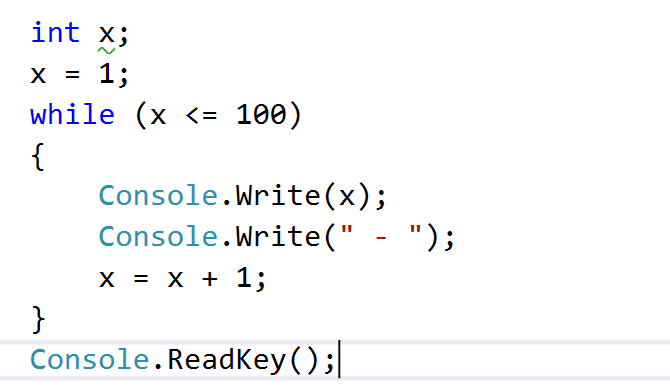 int x;
x = 1;
while (x <= 100)
{
    Console.Write(x);
    Console.Write(" - ");
    x = x + 1;
}
Console.ReadKey();